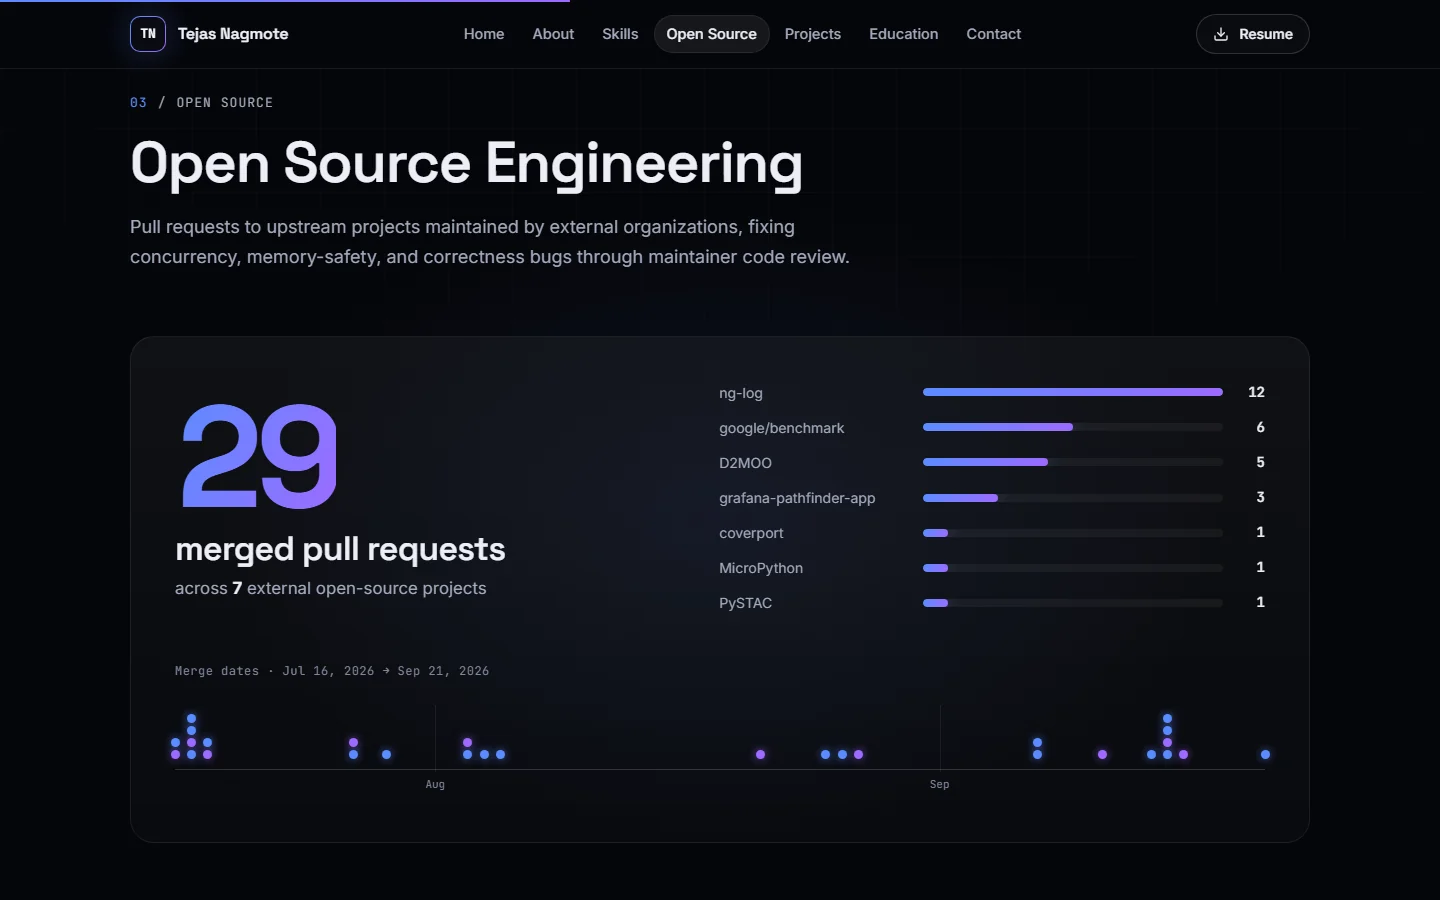 TN Tejas Nagmote Home About Skills Open Source Projects Education Contact Resume
03 / OPEN SOURCE
Open Source Engineering
Pull requests to upstream projects maintained by external organizations, fixing
concurrency, memory-safety, and correctness bugs through maintainer code review.
29
merged pull requests
across 7 external open-source projects
ng-log 12
google/benchmark 6
D2MOO 5
grafana-pathfinder-app 3
coverport 1
MicroPython 1
PySTAC 1
Merge dates · Jul 16, 2026 → Sep 21, 2026
Aug Sep